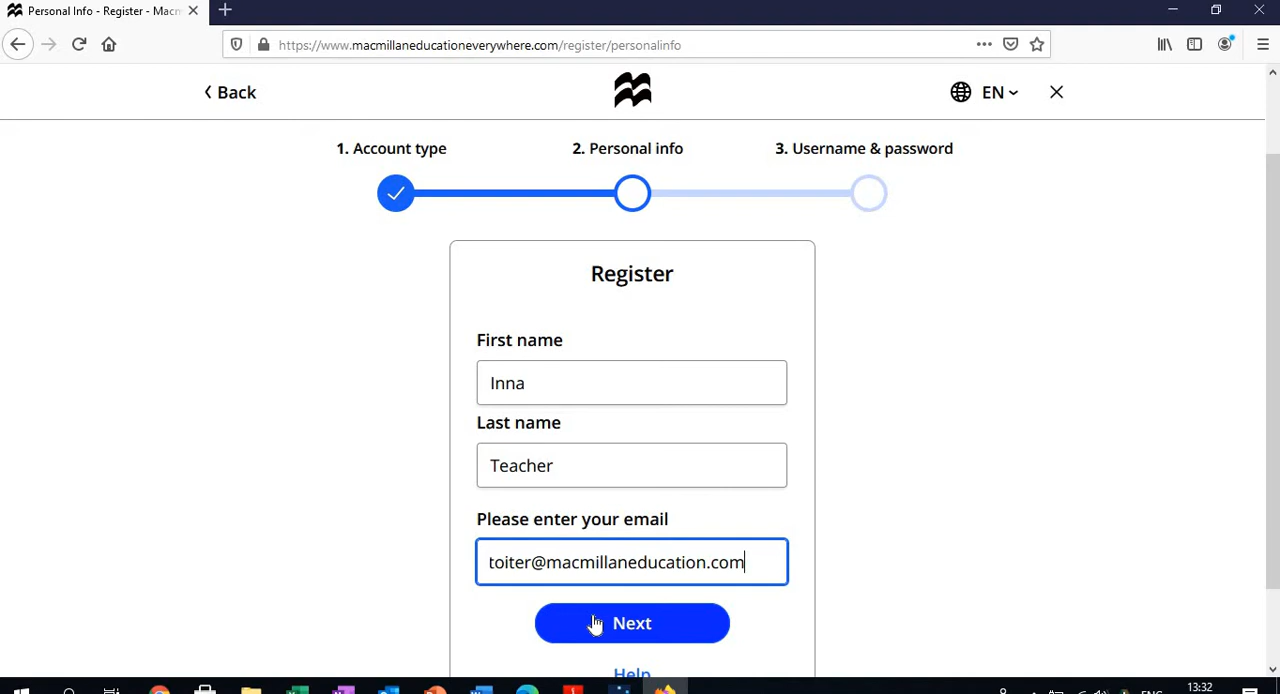 Personal Info - Register - Macm
https://www.macmillaneducationeverywhere.com/register/personalinfo
Back
EN
1. Account type
2. Personal info
3. Username & password
Register
First name
Inna
Last name
Teacher
Please enter your email
toiter@macmillaneducation.com
Next
Help
13:32
ENG